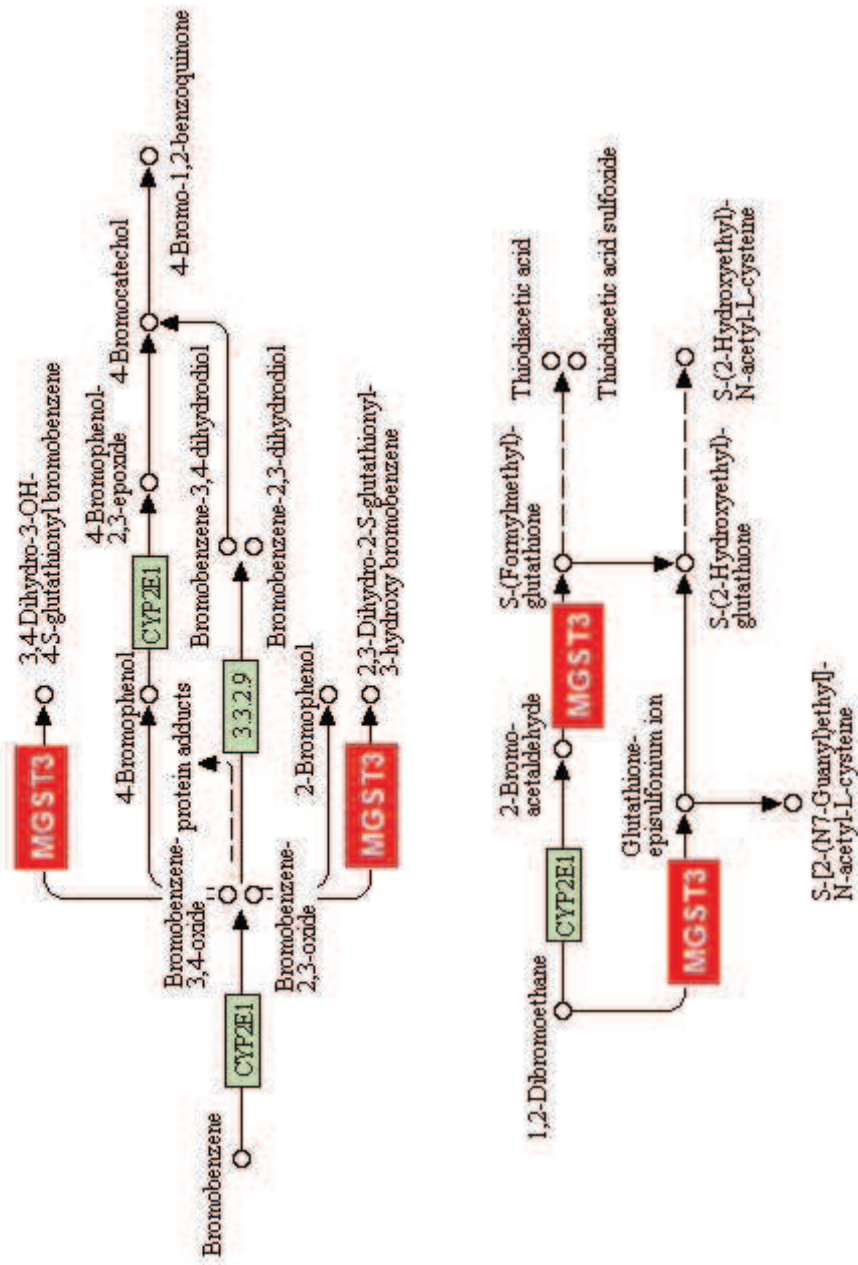 Bromobenzene
CYP2E1
Bromobenzene-
3,4-oxide
Bromobenzene-
2,3-oxide
MGST3
3,4-Dihydro-3-OH-
4-S-glutathionyl bromobenzene
4-Bromophenol
CYP2E1
4-Bromophenol-
2,3-epoxide
4-Bromocatechol
4-Bromo-1,2-benzoquinone
protein adducts
3.3.2.9
Bromobenzene-3,4-dihydrodiol
Bromobenzene-2,3-dihydrodiol
2-Bromophenol
MGST3
2,3-Dihydro-2-S-glutathionyl-
3-hydroxy bromobenzene
1,2-Dibromoethane
CYP2E1
2-Bromo-
acetaldehyde
MGST3
S-(Formylmethyl)-
glutathione
Thiodiacetic acid
Thiodiacetic acid sulfoxide
MGST3
Glutathione-
episulfonium ion
S-(2-Hydroxyethyl)-
glutathione
S-(2-Hydroxyethyl)-
N-acetyl-L-cysteine
S-[2-(N7-Guanyl)ethyl]-
N-acetyl-L-cysteine